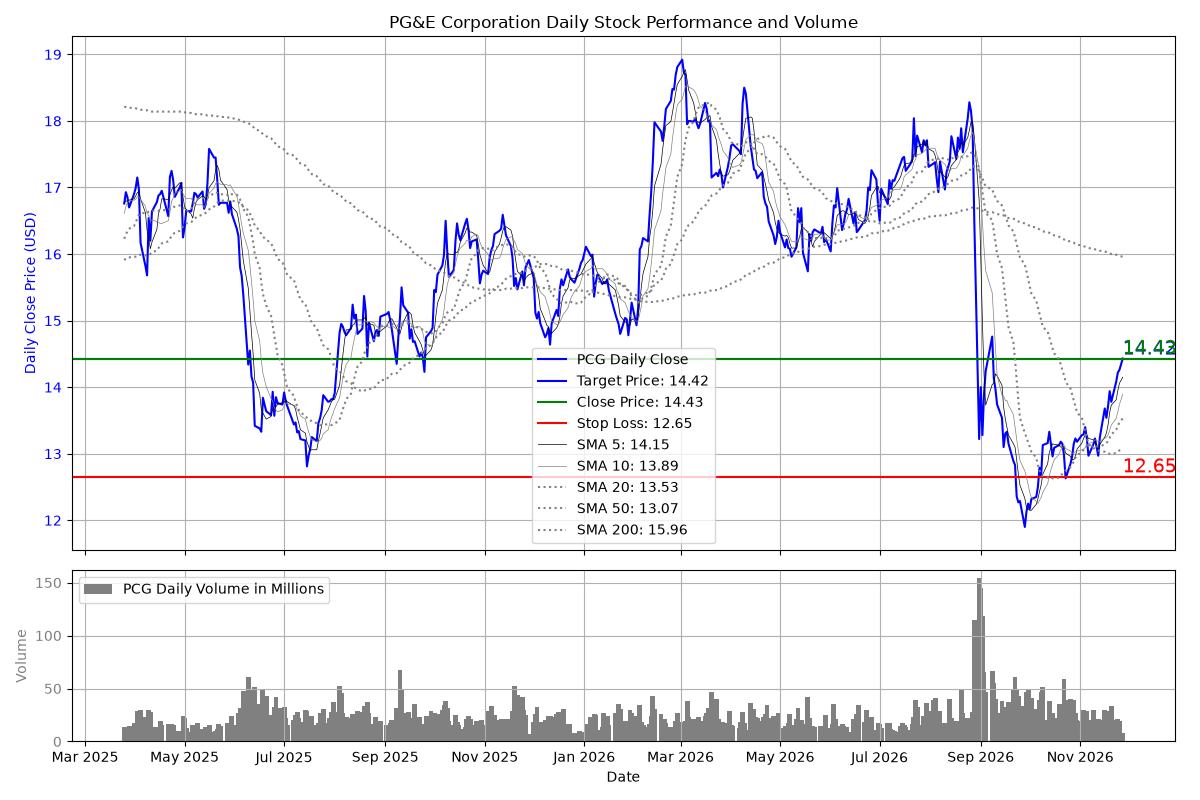 PG&E Corporation Daily Stock Performance and Volume
19
18
17
16
15
14
13
12
Daily Close Price (USD)
14.42
12.65
PCG Daily Close
Target Price: 14.42
Close Price: 14.43
Stop Loss: 12.65
SMA 5: 14.15
SMA 10: 13.89
SMA 20: 13.53
SMA 50: 13.07
SMA 200: 15.96
150
100
50
0
Volume
PCG Daily Volume in Millions
Mar 2025 May 2025 Jul 2025 Sep 2025 Nov 2025 Jan 2026 Mar 2026 May 2026 Jul 2026 Sep 2026 Nov 2026
Date